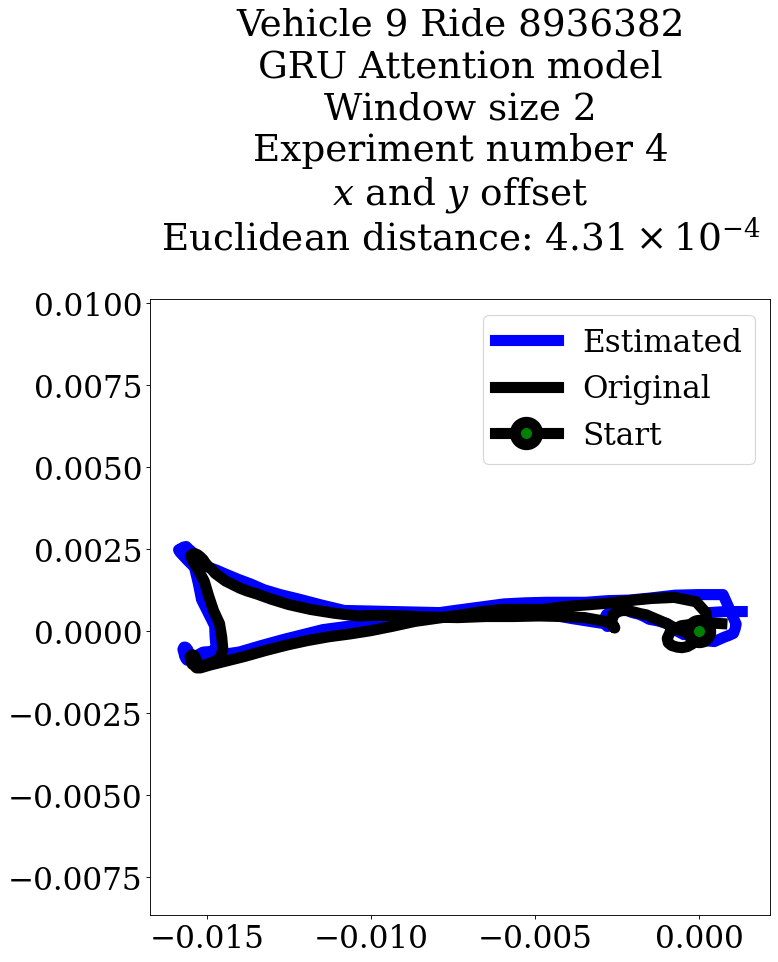 Vehicle 9 Ride 8936382
GRU Attention model
Window size 2
Experiment number 4
x and y offset
Euclidean distance: 4.31 × 10⁻⁴
0.0100
0.0075
0.0050
0.0025
0.0000
−0.0025
−0.0050
−0.0075
Estimated
Original
Start
−0.015
−0.010
−0.005
0.000